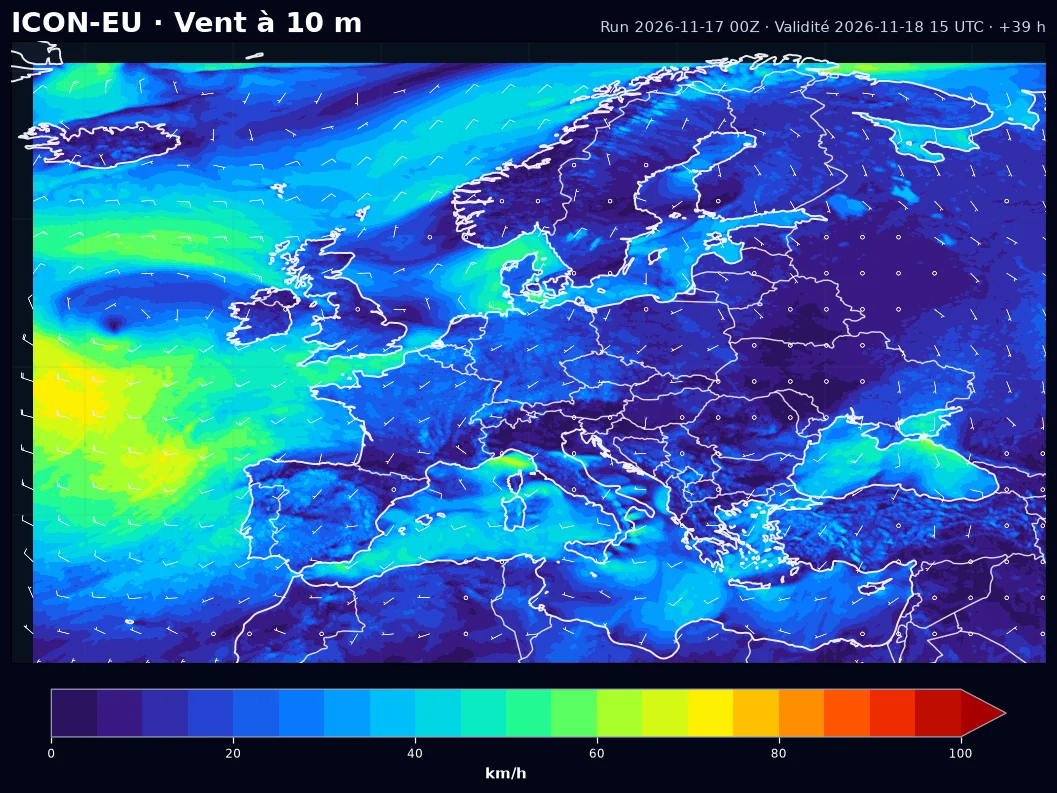 ICON-EU · Vent à 10 m
Run 2026-11-17 00Z · Validité 2026-11-18 15 UTC · +39 h
0 20 40 60 80 100
km/h